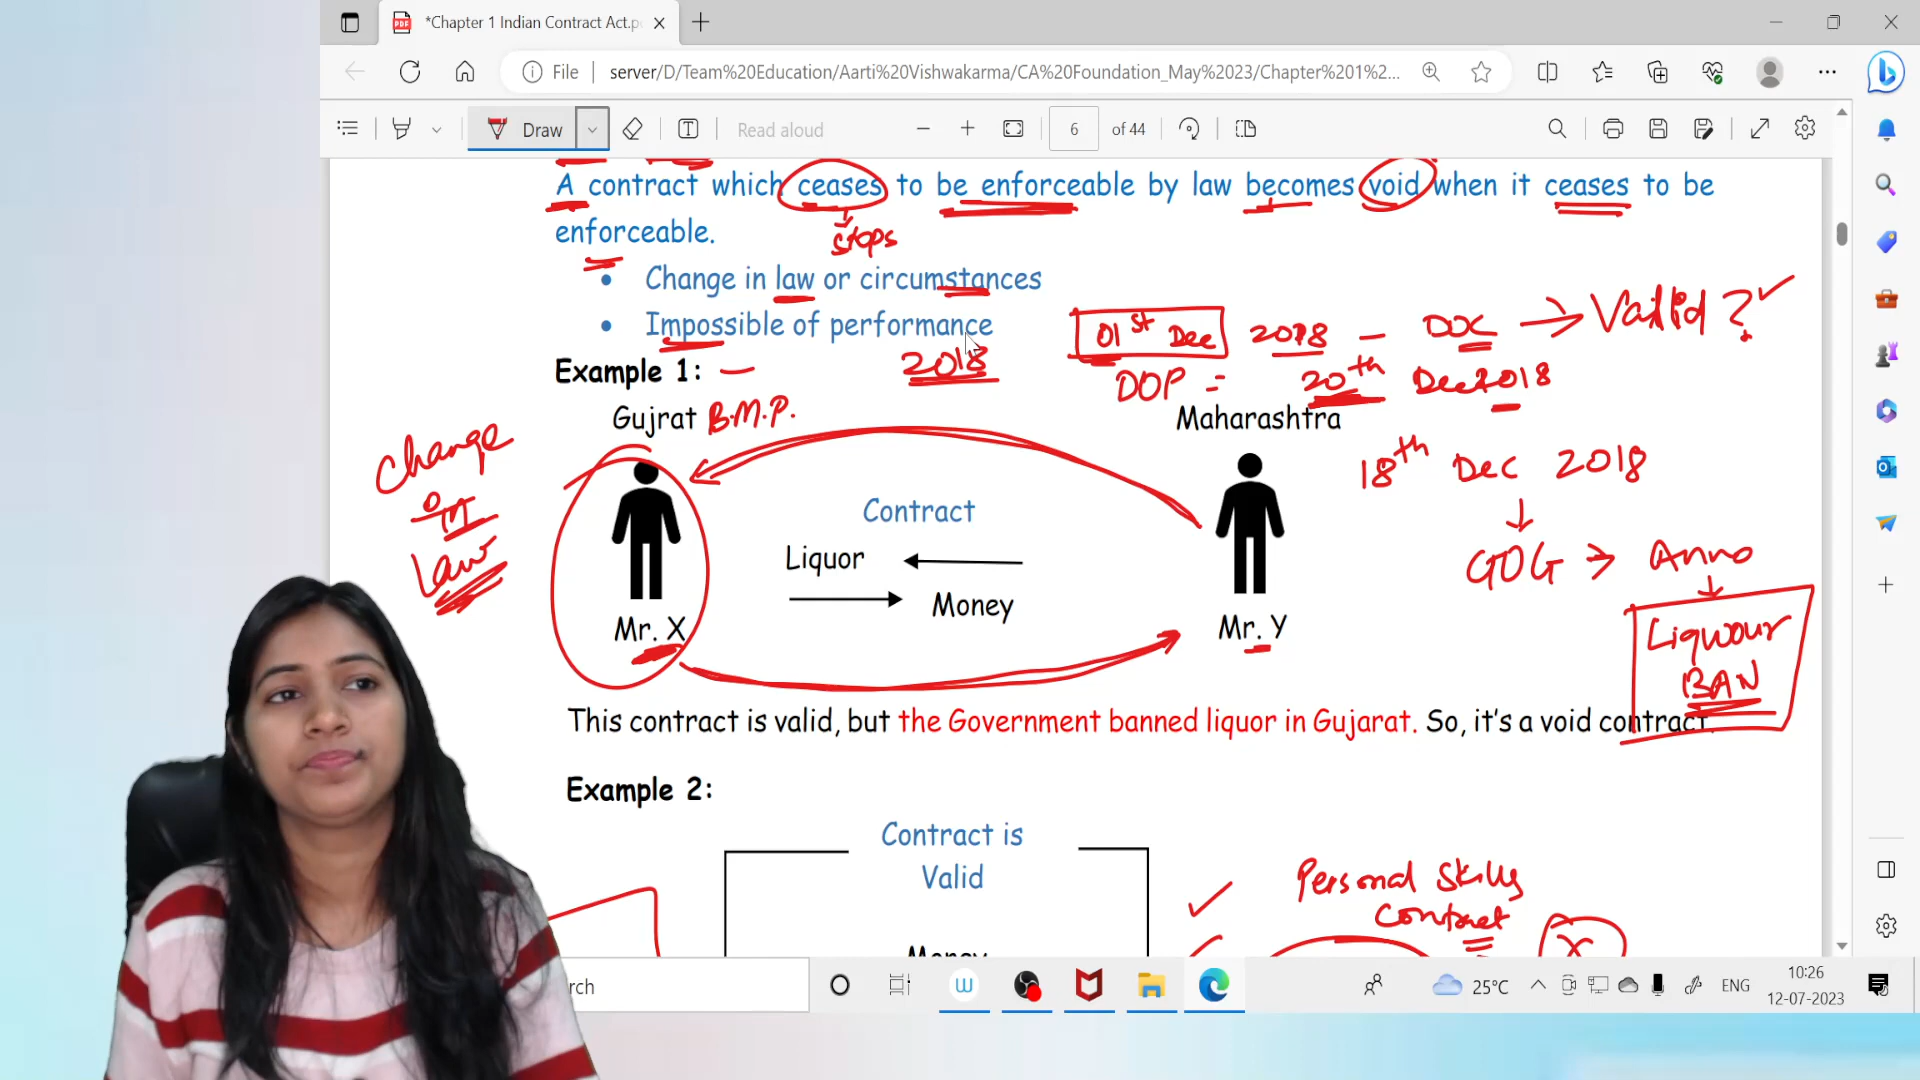 *Chapter 1 Indian Contract Act.p
File
server/D/Team%20Education/Aarti%20Vishwakarma/CA%20Foundation_May%2023/Chapter%201%2...
Draw
Read aloud
6 of 44
A contract which ceases to be enforceable by law becomes void when it ceases to be
enforceable.
stops
• Change in law or circumstances
• Impossible of performance
01st Dec 2018 — DOC → Vailid ?
2018
Example 1:
DOP = 20th Dec 2018
Gujrat B.M.P.
Maharashtra
Change
in
Law
18th Dec 2018
Contract
Liquor
GOG → Anno
Money
Mr. X
Mr. Y
Liqwour
BAN
This contract is valid, but the Government banned liquor in Gujarat. So, it's a void contract.
Example 2:
Contract is
Valid
Personal Skills
Contract
x
Money
rch
25°C
ENG
10:26
12-07-2023